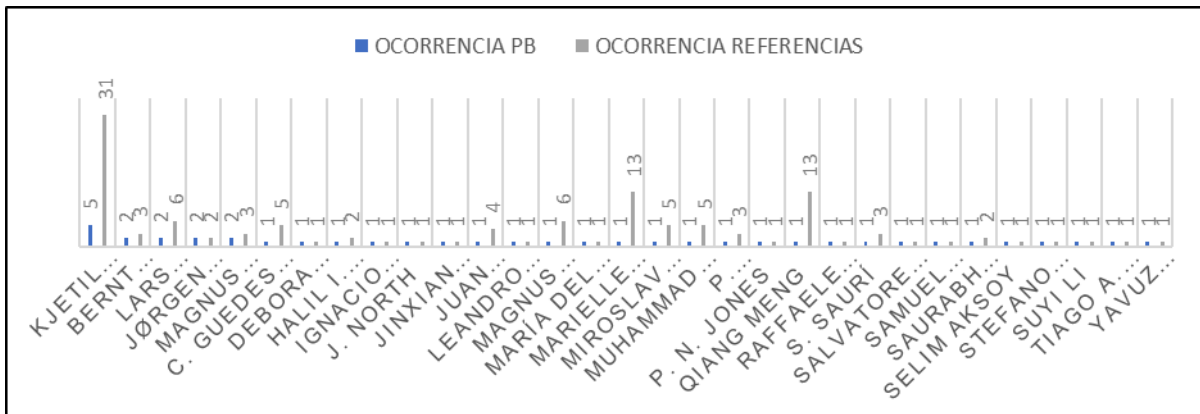 OCORRENCIA PB OCORRENCIA REFERENCIAS
5 31 2 3 2 6 2 2 2 3 1 5 1 1 1 2 1 1 1 1 1 1 1 4 1 1 1 6 1 1 1 13 1 5 1 5 1 3 1 1 1 13 1 1 1 3 1 1 1 1 1 2 1 1 1 1 1 1 1 1 1 1
KJETIL…
BERNT…
LARS…
JØRGEN…
MAGNUS…
C. GUEDES…
DEBORA…
HALIL I.…
IGNACIO…
J. NORTH
JINXIAN…
JUAN…
LEANDRO…
MAGNUS…
MARÍA DEL…
MARIELLE…
MIROSLAV…
MUHAMMAD…
P.…
P. N. JONES
QIANG MENG
RAFFAELE…
S. SAURÍ
SALVATORE…
SAMUEL…
SAURABH…
SELIM AKSOY
STEFANO…
SUYI LI
TIAGO A.…
YAVUZ…